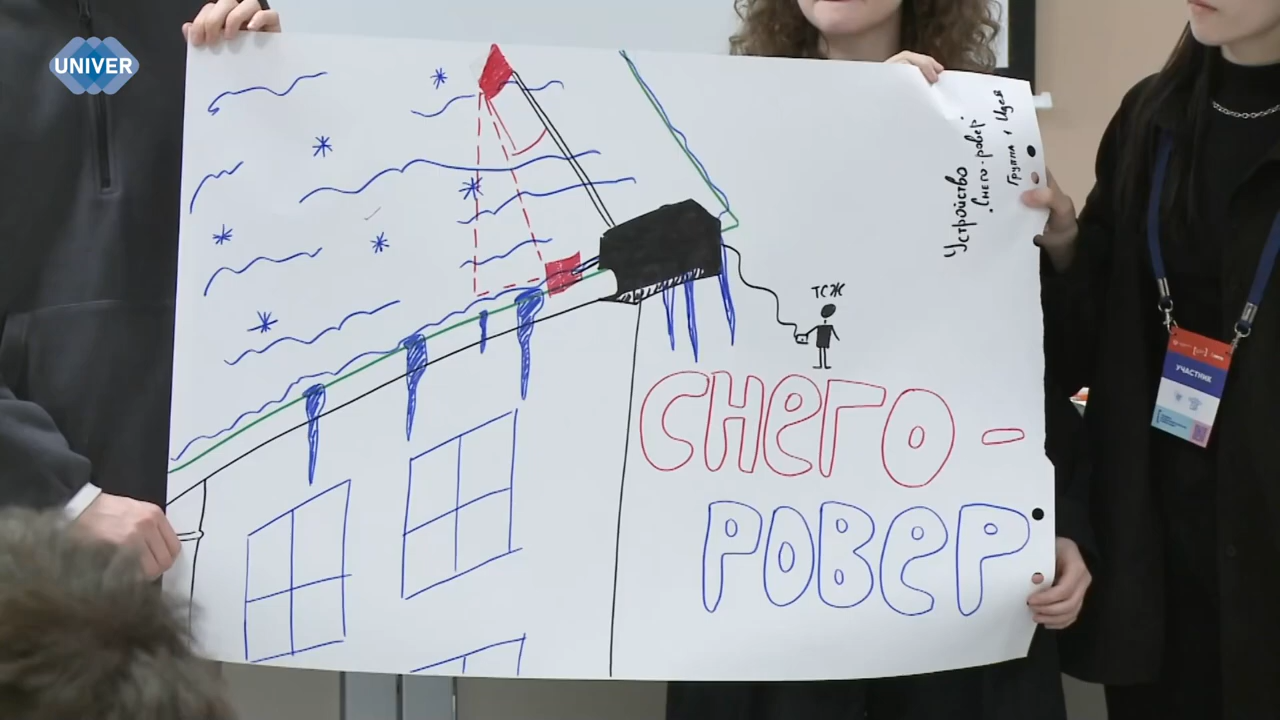 UNIVER
Устройство
"Снего-ровер"
Группа 1 Идея
ТСЖ
СНЕГО-
РОВЕР
УЧАСТНИК